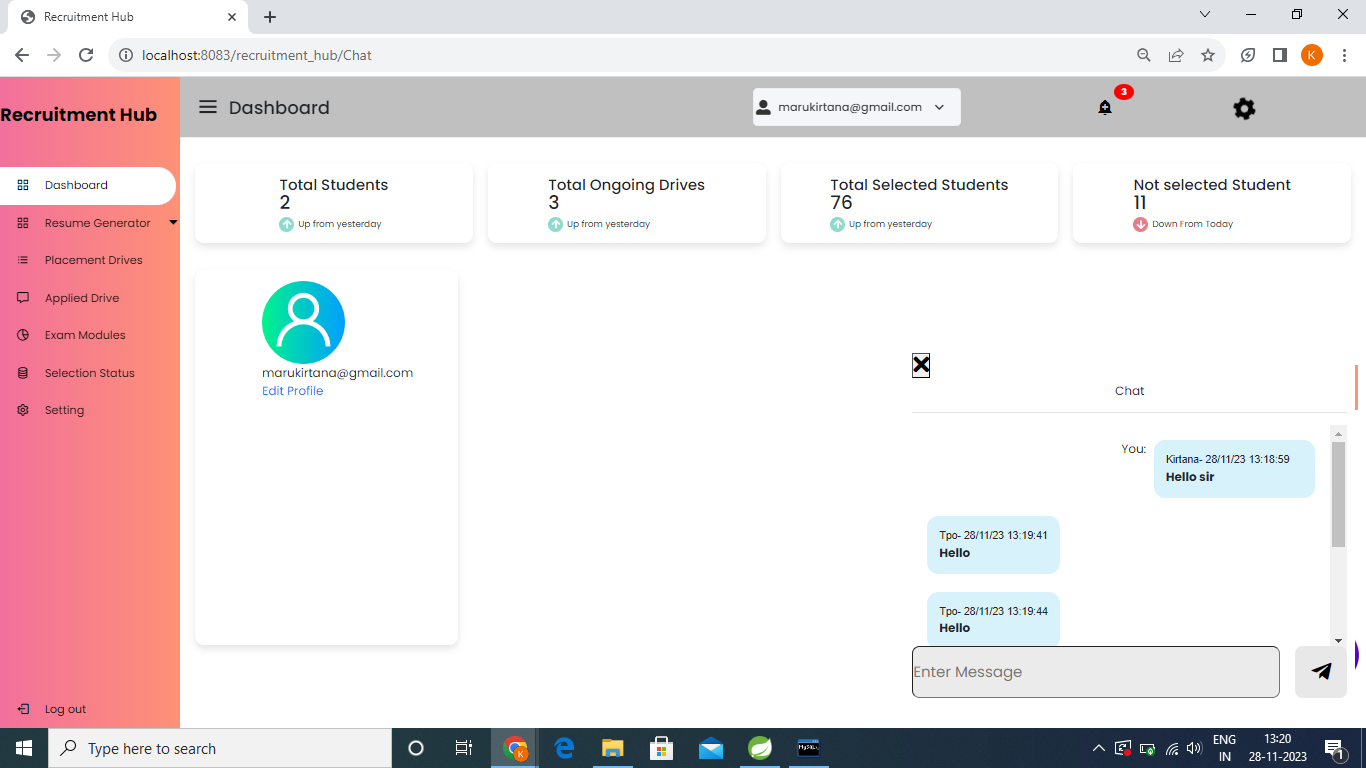 Recruitment Hub
localhost:8083/recruitment_hub/Chat
K
Recruitment Hub
Dashboard
marukirtana@gmail.com
3
Dashboard
Resume Generator
Placement Drives
Applied Drive
Exam Modules
Selection Status
Setting
Log out
Total Students
2
Up from yesterday
Total Ongoing Drives
3
Up from yesterday
Total Selected Students
76
Up from yesterday
Not selected Student
11
Down From Today
marukirtana@gmail.com
Edit Profile
Chat
You:
Kirtana- 28/11/23 13:18:59
Hello sir
Tpo- 28/11/23 13:19:41
Hello
Tpo- 28/11/23 13:19:44
Hello
Enter Message
Type here to search
K
MySQL
ENG
IN
13:20
28-11-2023
1